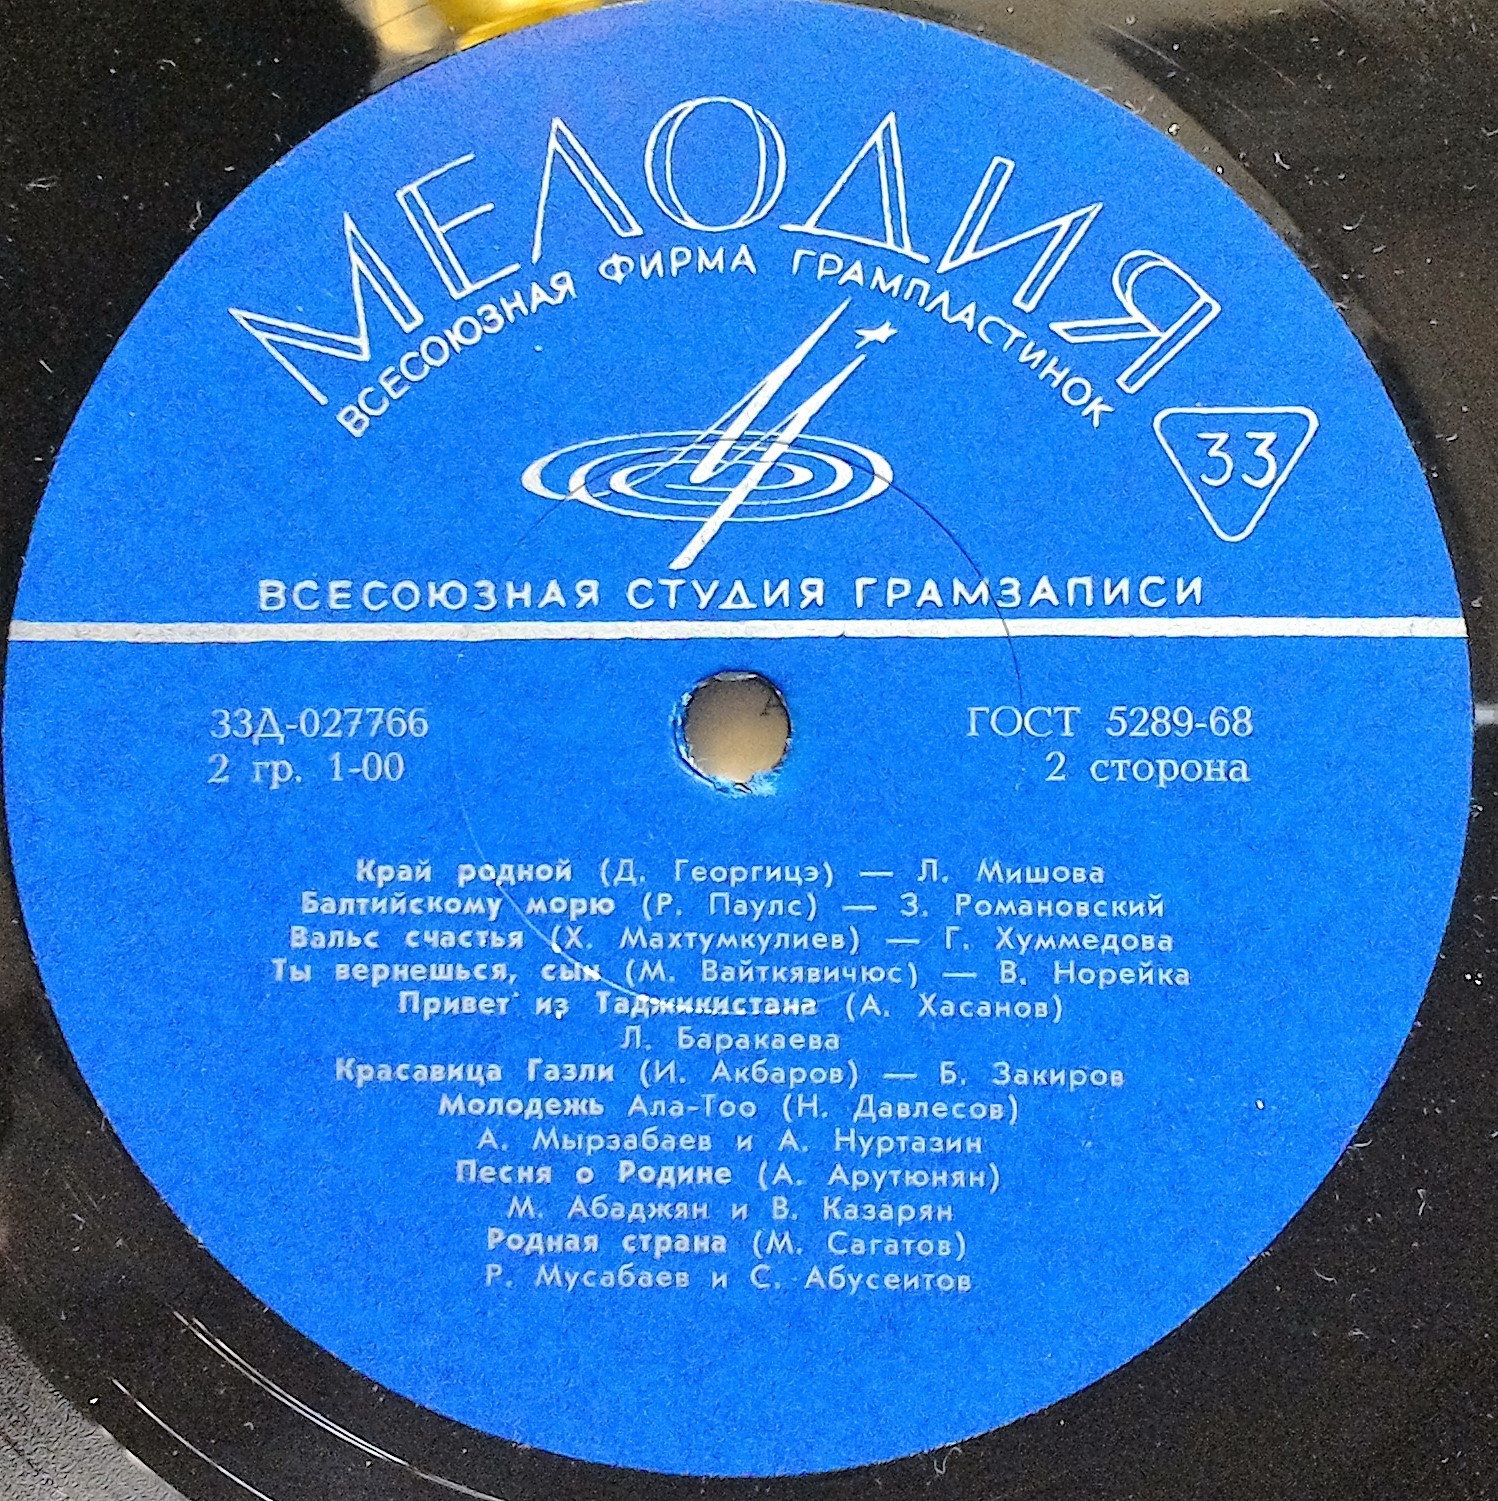 МЕЛОДИЯ
ВСЕСОЮЗНАЯ ФИРМА ГРАМПЛАСТИНОК
33
ВСЕСОЮЗНАЯ СТУДИЯ ГРАМЗАПИСИ
33Д-027766 ГОСТ 5289-68
2 гр. 1-00 2 сторона
Край родной (Д. Георгицэ) — Л. Мишова
Балтийскому морю (Р. Паулс) — З. Романовский
Вальс счастья (Х. Махтумкулиев) — Г. Хуммедова
Ты вернешься, сын (М. Вайткявичюс) — В. Норейка
Привет из Таджикистана (А. Хасанов)
Л. Баракаева
Красавица Газли (И. Акбаров) — Б. Закиров
Молодежь Ала-Тоо (Н. Давлесов)
А. Мырзабаев и А. Нуртазин
Песня о Родине (А. Арутюнян)
М. Абаджян и В. Казарян
Родная страна (М. Сагатов)
Р. Мусабаев и С. Абусеитов